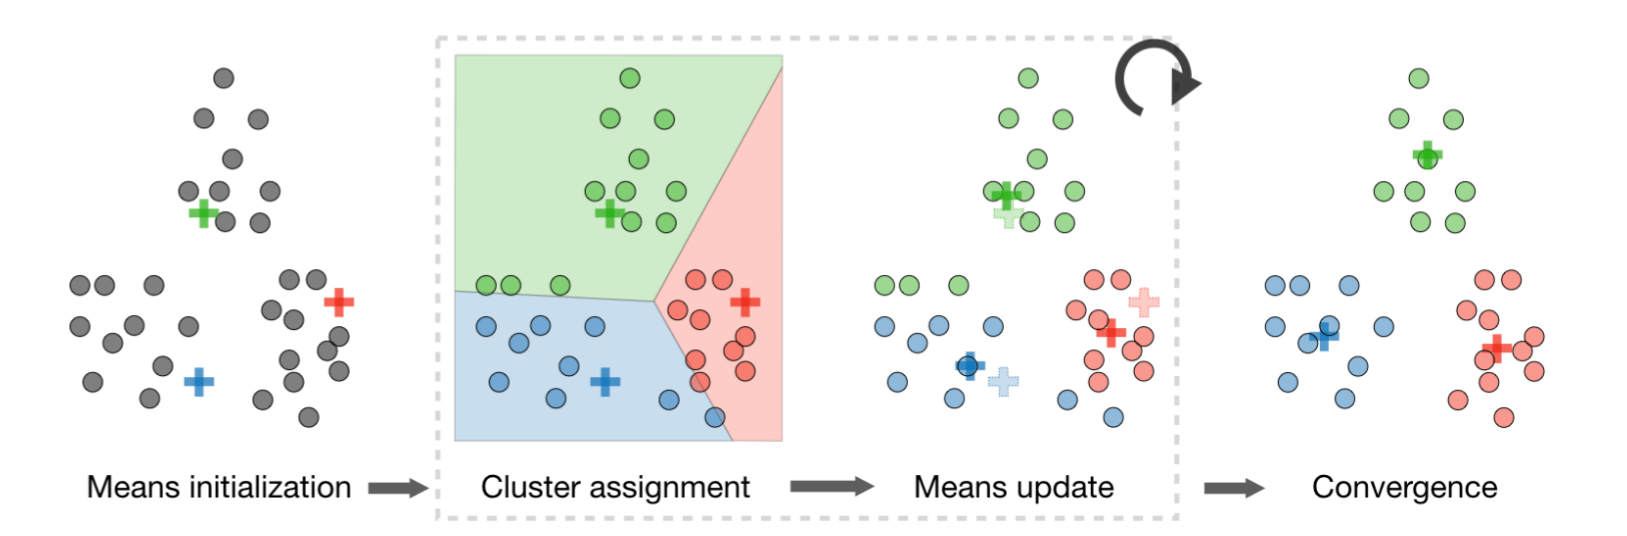 Means initialization
Cluster assignment
Means update
Convergence